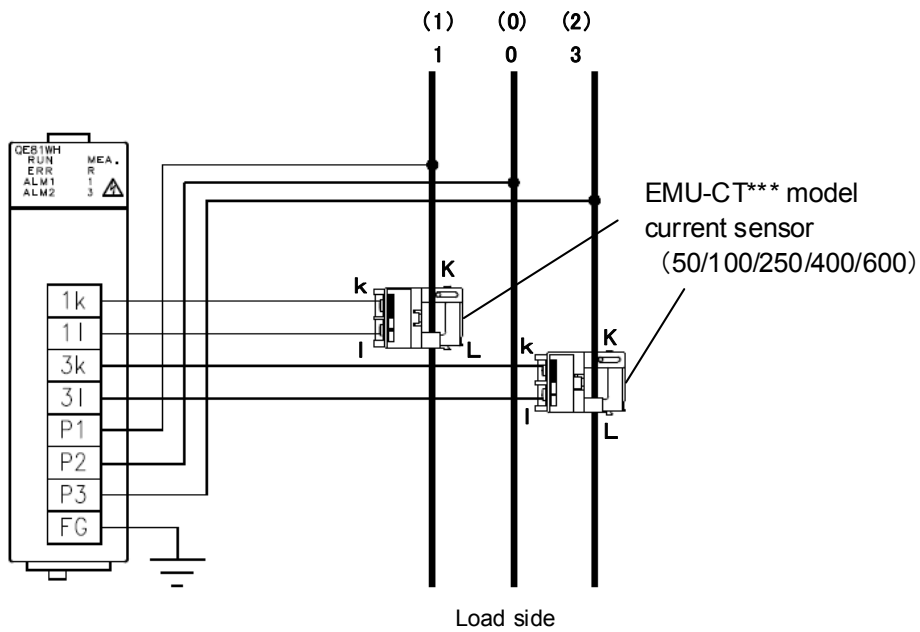 (1) (0) (2)
1 0 3
QE81WH
RUN MEA.
ERR R
ALM1 1
ALM2 3
EMU-CT*** model
current sensor
(50/100/250/400/600)
K
k
1k
1l
l
L
K
k
3k
3l
l
L
P1
P2
P3
FG
Load side